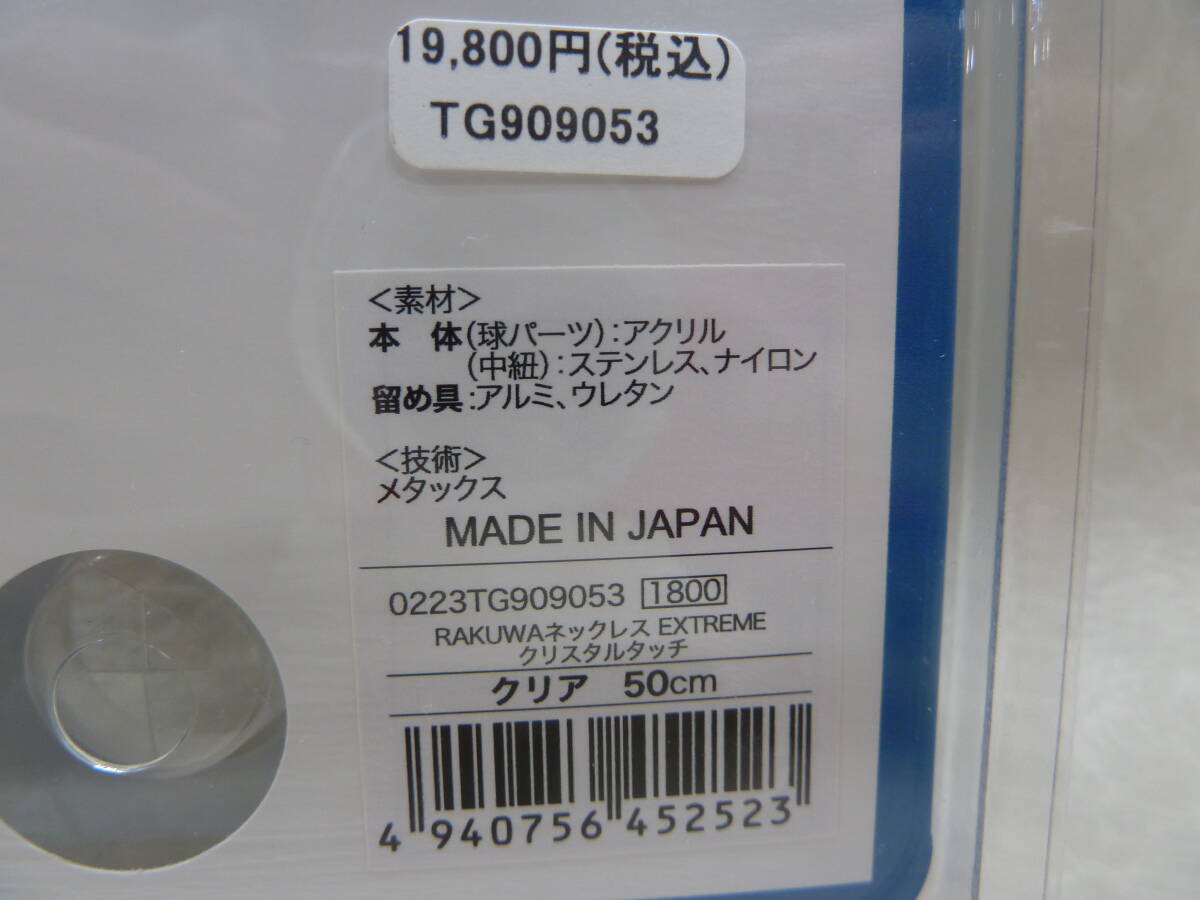 19,800円(税込)
TG909053
＜素材＞
本　体(球パーツ):アクリル
(中紐):ステンレス、ナイロン
留め具:アルミ、ウレタン
＜技術＞
メタックス
MADE IN JAPAN
0223TG909053 1800
RAKUWAネックレス EXTREME
クリスタルタッチ
クリア　50cm
4 940756 452523